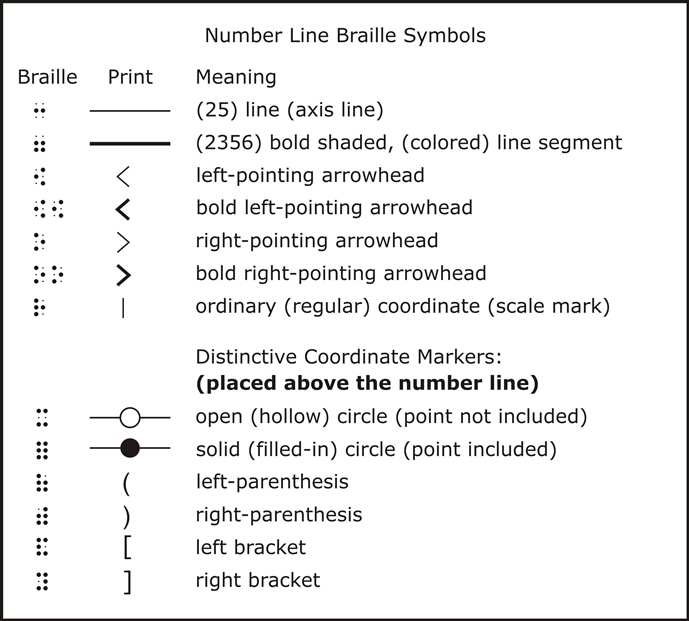 Number Line Braille Symbols
Braille Print Meaning
⠒ (25) line (axis line)
⠶ (2356) bold shaded, (colored) line segment
⠪ < left-pointing arrowhead
⠪⠪ < bold left-pointing arrowhead
⠕ > right-pointing arrowhead
⠕⠕ > bold right-pointing arrowhead
⠗ | ordinary (regular) coordinate (scale mark)
Distinctive Coordinate Markers:
(placed above the number line)
⠭ open (hollow) circle (point not included)
⠿ solid (filled-in) circle (point included)
⠷ ( left-parenthesis
⠾ ) right-parenthesis
⠯ [ left bracket
⠽ ] right bracket